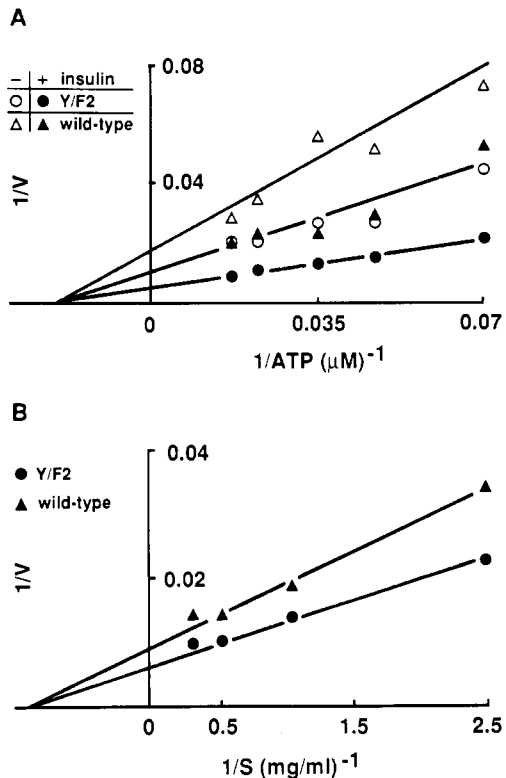 A
− + insulin
Y/F2
wild-type
0.08
0.04
1/V
0 0.035 0.07
1/ATP (μM)-1
B
Y/F2
wild-type
0.04
0.02
1/V
0 0.5 1.5 2.5
1/S (mg/ml)-1